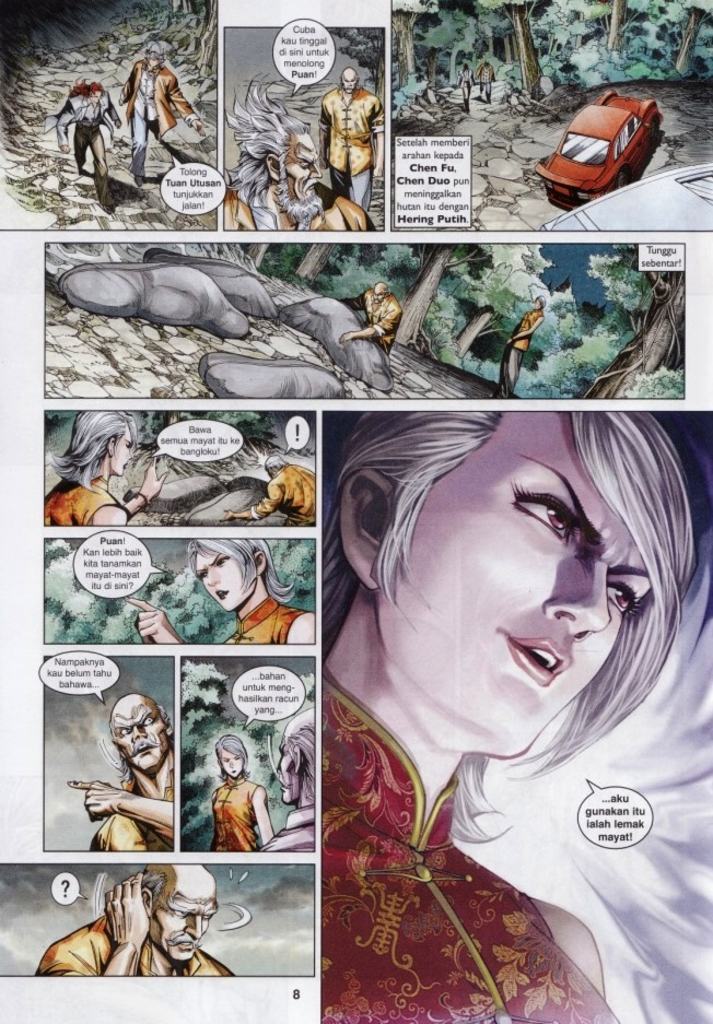 Tolong
Tuan Utusan
tunjukkan
jalan!
Cuba
kau tinggal
di sini untuk
menolong
Puan!
Setelah memberi
arahan kepada
Chen Fu,
Chen Duo pun
meninggalkan
hutan itu dengan
Hering Putih.
Tunggu
sebentar!
Bawa
semua mayat itu ke
bangloku!
!
Puan!
Kan lebih baik
kita tanamkan
mayat-mayat
itu di sini?
Nampaknya
kau belum tahu
bahawa...
...bahan
untuk meng-
hasilkan racun
yang...
...aku
gunakan itu
ialah lemak
mayat!
?
8